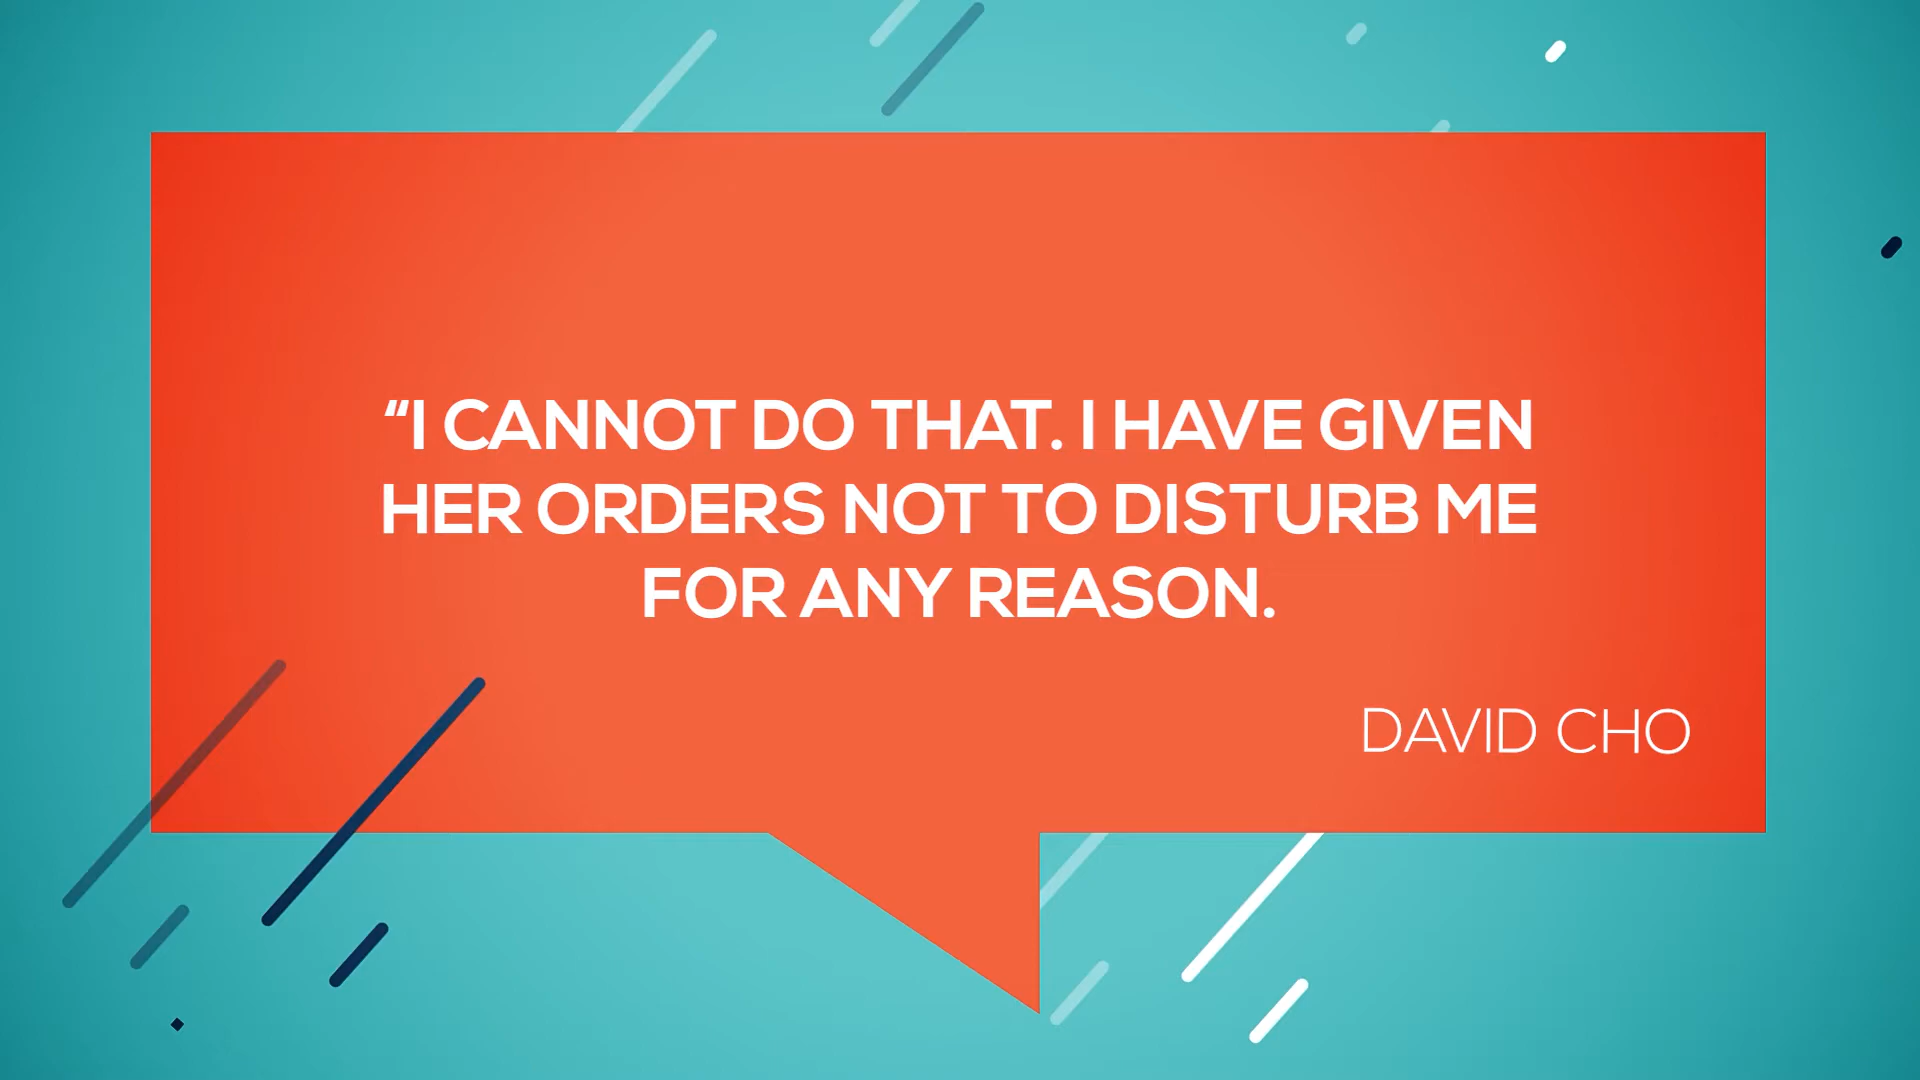 “I CANNOT DO THAT. I HAVE GIVEN
HER ORDERS NOT TO DISTURB ME
FOR ANY REASON.
DAVID CHO